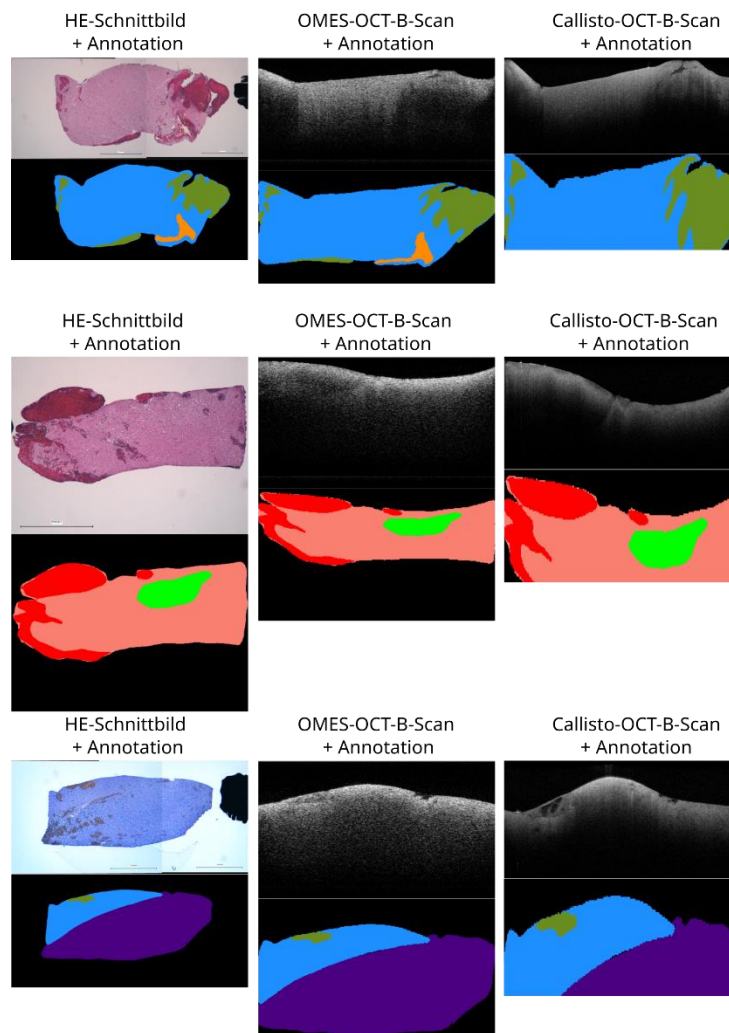 HE-Schnittbild
+ Annotation
OMES-OCT-B-Scan
+ Annotation
Callisto-OCT-B-Scan
+ Annotation
HE-Schnittbild
+ Annotation
OMES-OCT-B-Scan
+ Annotation
Callisto-OCT-B-Scan
+ Annotation
HE-Schnittbild
+ Annotation
OMES-OCT-B-Scan
+ Annotation
Callisto-OCT-B-Scan
+ Annotation